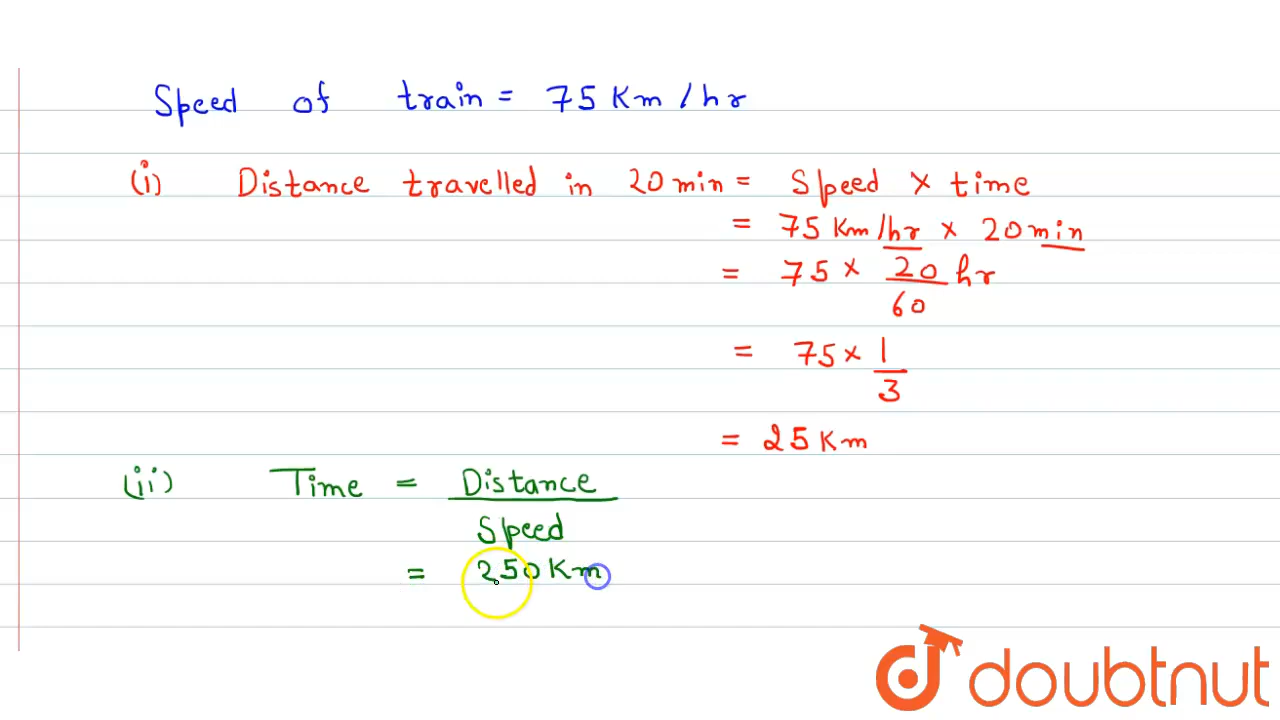 Speed of train = 75 Km/hr
(i) Distance travelled in 20 min = Speed × time
= 75 Km/hr × 20 min
= 75 × 20/60 hr
= 75 × 1/3
= 25 Km
(ii) Time = Distance/Speed
= 250 Km
doubtnut